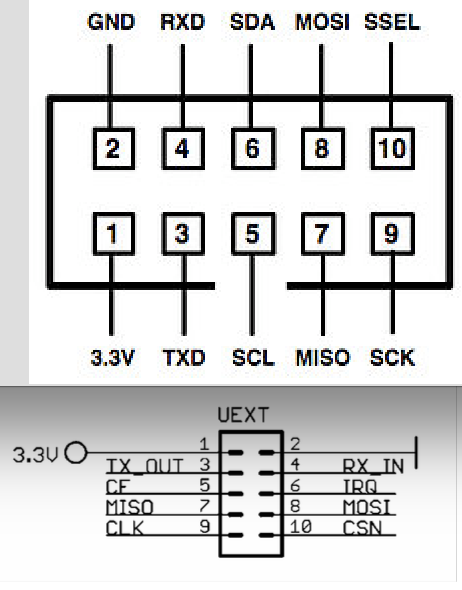 GND RXD SDA MOSI SSEL
2 4 6 8 10
1 3 5 7 9
3.3V TXD SCL MISO SCK
UEXT
3.3V 1 2
TX_OUT 3 4 RX_IN
CF 5 6 IRQ
MISO 7 8 MOSI
CLK 9 10 CSN